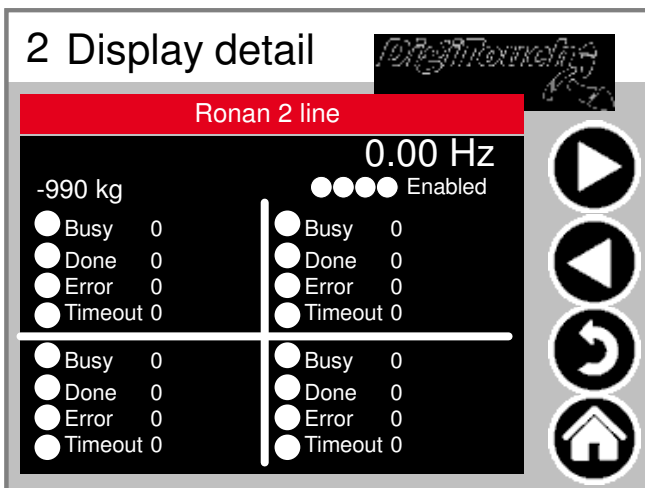 2 Display detail
DigiTouch
Ronan 2 line
0.00 Hz
-990 kg
Enabled
Busy 0
Done 0
Error 0
Timeout 0
Busy 0
Done 0
Error 0
Timeout 0
Busy 0
Done 0
Error 0
Timeout 0
Busy 0
Done 0
Error 0
Timeout 0